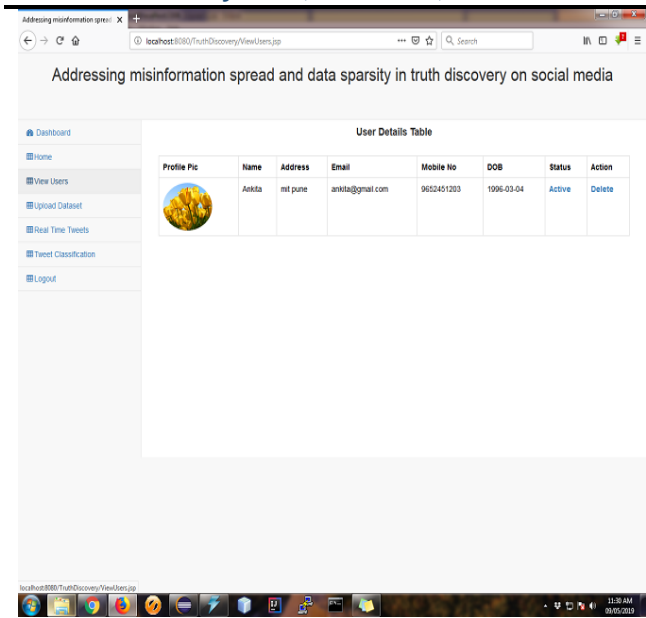 Addressing misinformation spread X +
localhost:8080/TruthDiscovery/ViewUsers.jsp ... Search
Addressing misinformation spread and data sparsity in truth discovery on social media
Dashboard
Home
View Users
Upload Dataset
Real Time Tweets
Tweet Classification
Logout
User Details Table
Profile Pic Name Address Email Mobile No DOB Status Action
Ankita mit pune ankita@gmail.com 9652451203 1996-03-04 Active Delete
localhost:8080/TruthDiscovery/ViewUsers.jsp
11:30 AM
09/05/2019